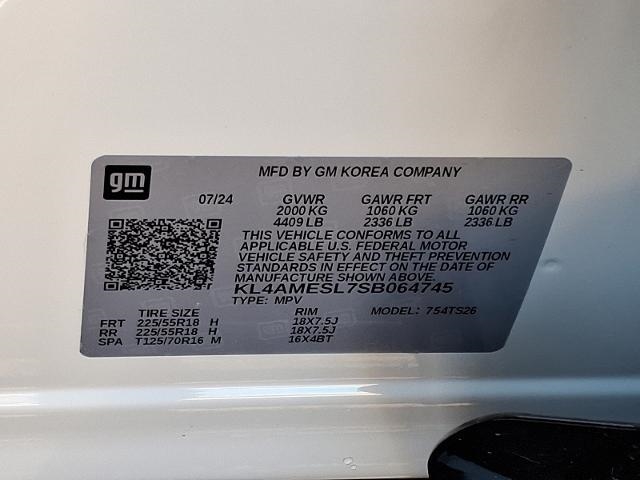 gm
MFD BY GM KOREA COMPANY
07/24 GVWR GAWR FRT GAWR RR
2000 KG 1060 KG 1060 KG
4409 LB 2336 LB 2336 LB
THIS VEHICLE CONFORMS TO ALL
APPLICABLE U.S. FEDERAL MOTOR
VEHICLE SAFETY AND THEFT PREVENTION
STANDARDS IN EFFECT ON THE DATE OF
MANUFACTURE SHOWN ABOVE.
KL4AMESL7SB064745
TYPE: MPV MODEL: 754TS26
TIRE SIZE RIM
FRT 225/55R18 H 18X7.5J
RR 225/55R18 H 18X7.5J
SPA T125/70R16 M 16X4BT